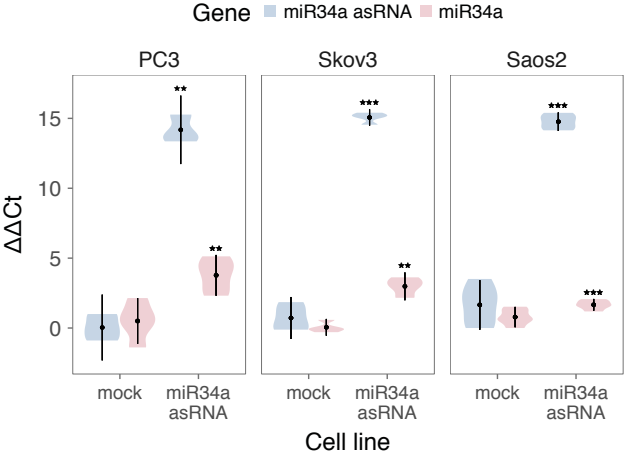 Gene miR34a asRNA miR34a
PC3 Skov3 Saos2
ΔΔCt
15
10
5
0
** ** *** ** *** ***
mock miR34a asRNA mock miR34a asRNA mock miR34a asRNA
Cell line